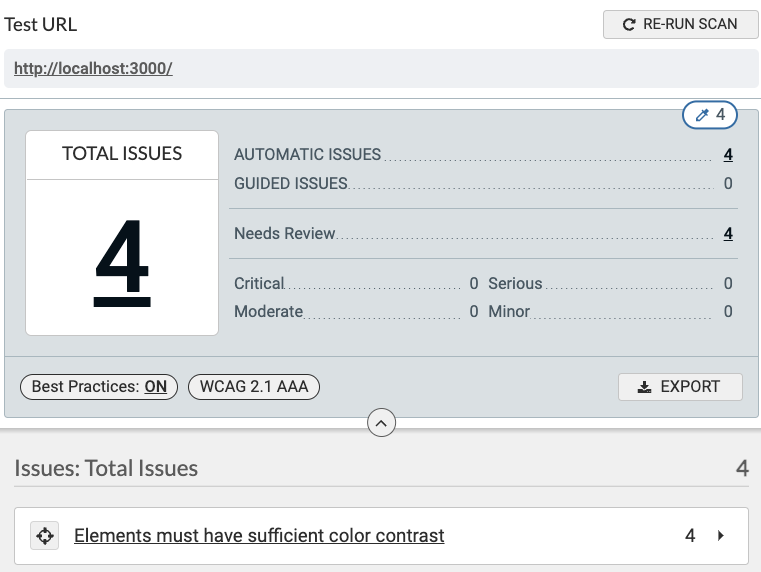 Test URL
RE-RUN SCAN
http://localhost:3000/
4
TOTAL ISSUES
4
AUTOMATIC ISSUES 4
GUIDED ISSUES 0
Needs Review 4
Critical 0 Serious 0
Moderate 0 Minor 0
Best Practices: ON WCAG 2.1 AAA EXPORT
Issues: Total Issues 4
Elements must have sufficient color contrast 4